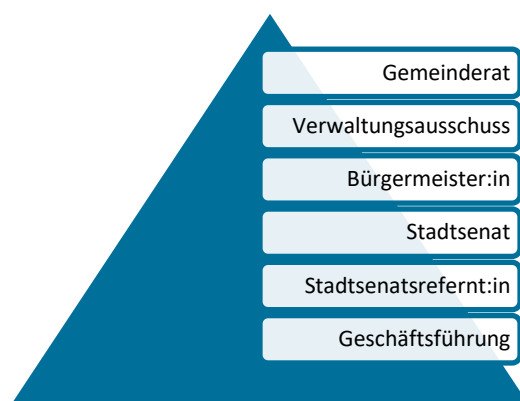 Gemeinderat
Verwaltungsausschuss
Bürgermeister:in
Stadtsenat
Stadtsenatsrefernt:in
Geschäftsführung